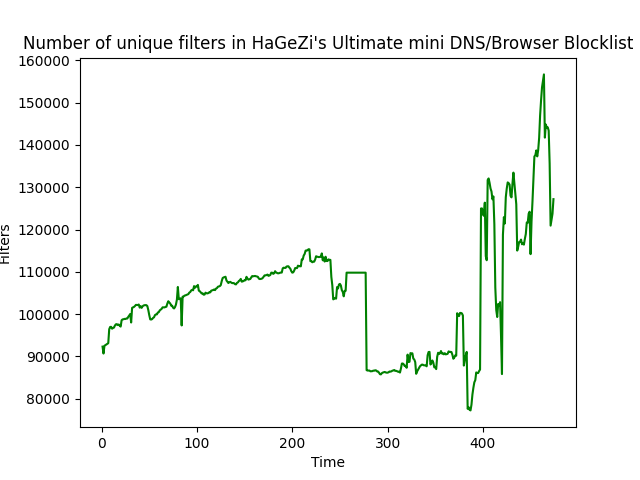 Number of unique filters in HaGeZi's Ultimate mini DNS/Browser Blocklist
160000
150000
140000
130000
120000
110000
100000
90000
80000
Filters
0 100 200 300 400
Time